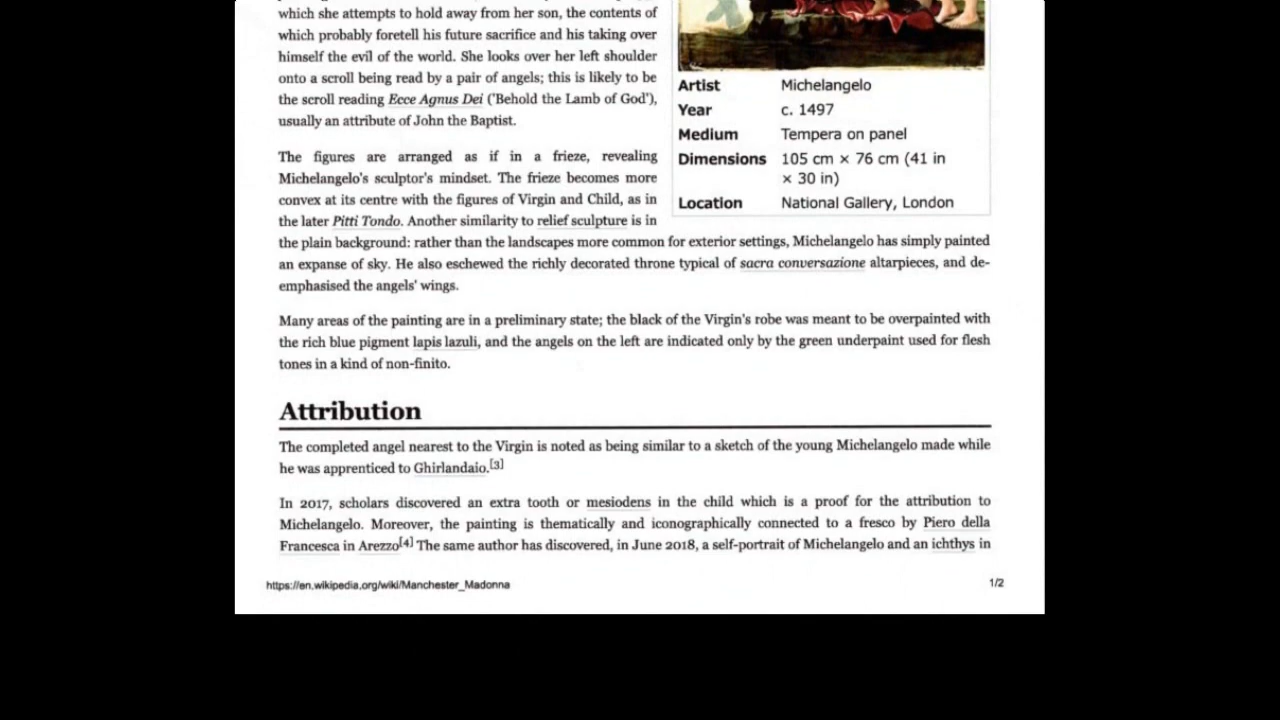 which she attempts to hold away from her son, the contents of
which probably foretell his future sacrifice and his taking over
himself the evil of the world. She looks over her left shoulder
onto a scroll being read by a pair of angels; this is likely to be
the scroll reading Ecce Agnus Dei ('Behold the Lamb of God'),
usually an attribute of John the Baptist.
The figures are arranged as if in a frieze, revealing
Michelangelo's sculptor's mindset. The frieze becomes more
convex at its centre with the figures of Virgin and Child, as in
the later Pitti Tondo. Another similarity to relief sculpture is in
the plain background: rather than the landscapes more common for exterior settings, Michelangelo has simply painted
an expanse of sky. He also eschewed the richly decorated throne typical of sacra conversazione altarpieces, and de-
emphasised the angels' wings.
Artist Michelangelo
Year c. 1497
Medium Tempera on panel
Dimensions 105 cm × 76 cm (41 in
× 30 in)
Location National Gallery, London
Many areas of the painting are in a preliminary state; the black of the Virgin's robe was meant to be overpainted with
the rich blue pigment lapis lazuli, and the angels on the left are indicated only by the green underpaint used for flesh
tones in a kind of non-finito.
Attribution
The completed angel nearest to the Virgin is noted as being similar to a sketch of the young Michelangelo made while
he was apprenticed to Ghirlandaio.[3]
In 2017, scholars discovered an extra tooth or mesiodens in the child which is a proof for the attribution to
Michelangelo. Moreover, the painting is thematically and iconographically connected to a fresco by Piero della
Francesca in Arezzo[4] The same author has discovered, in June 2018, a self-portrait of Michelangelo and an ichthys in
https://en.wikipedia.org/wiki/Manchester_Madonna 1/2